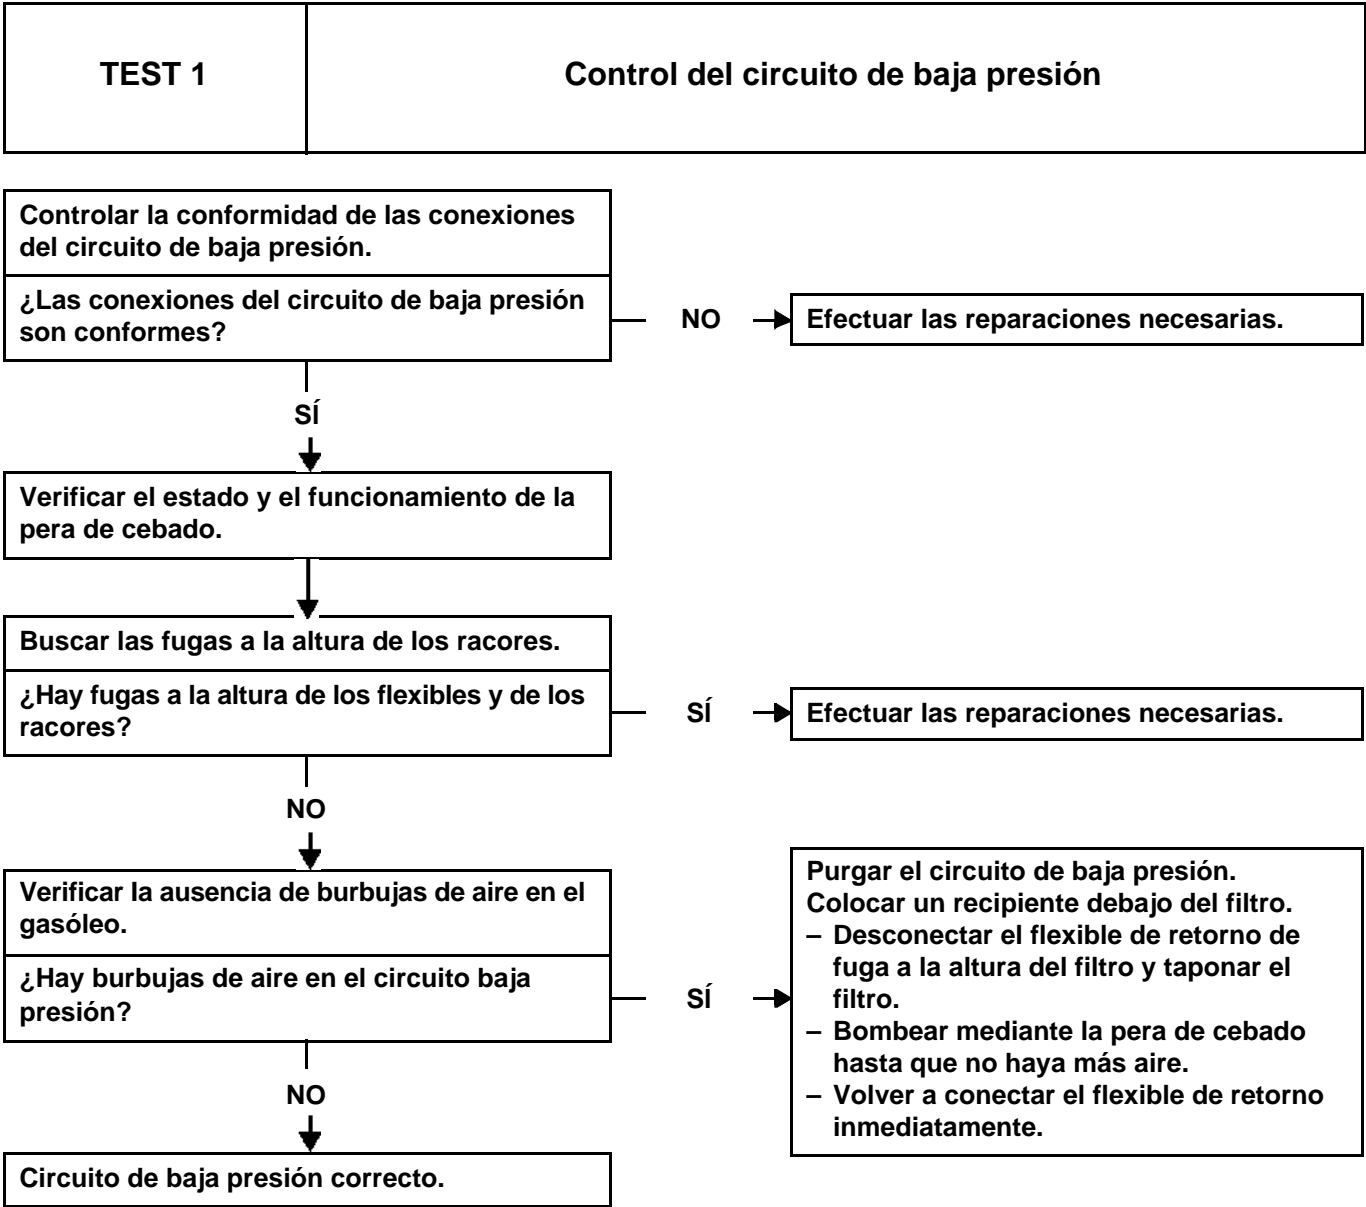 TEST 1
Control del circuito de baja presión
Controlar la conformidad de las conexiones
del circuito de baja presión.
¿Las conexiones del circuito de baja presión
son conformes?
NO
Efectuar las reparaciones necesarias.
SÍ
Verificar el estado y el funcionamiento de la
pera de cebado.
Buscar las fugas a la altura de los racores.
¿Hay fugas a la altura de los flexibles y de los
racores?
SÍ
Efectuar las reparaciones necesarias.
NO
Verificar la ausencia de burbujas de aire en el
gasóleo.
¿Hay burbujas de aire en el circuito baja
presión?
SÍ
Purgar el circuito de baja presión.
Colocar un recipiente debajo del filtro.
– Desconectar el flexible de retorno de
fuga a la altura del filtro y taponar el
filtro.
– Bombear mediante la pera de cebado
hasta que no haya más aire.
– Volver a conectar el flexible de retorno
inmediatamente.
NO
Circuito de baja presión correcto.